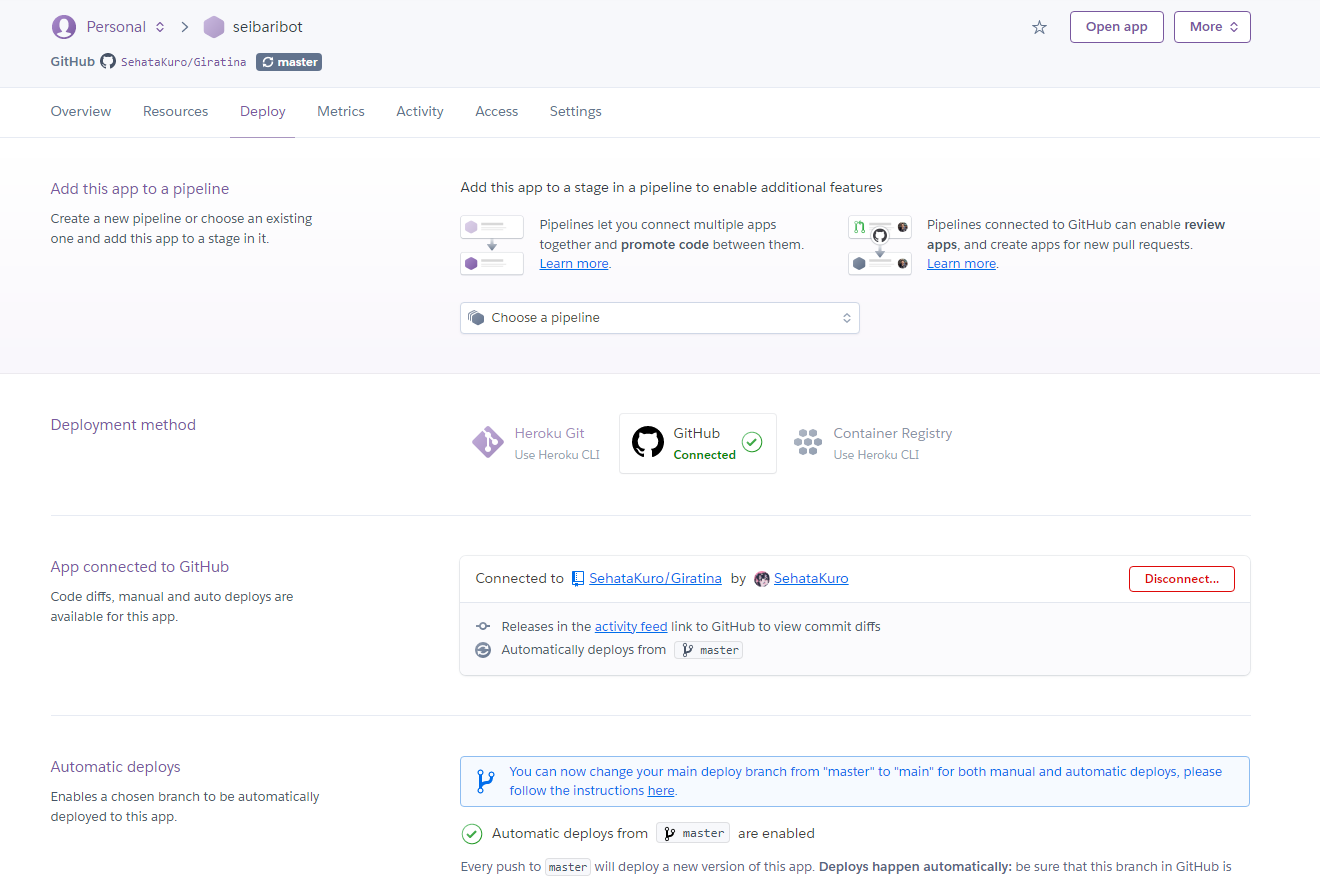 Personal seibaribot Open app More
GitHub SehataKuro/Giratina master
Overview Resources Deploy Metrics Activity Access Settings
Add this app to a pipeline
Create a new pipeline or choose an existing
one and add this app to a stage in it.
Add this app to a stage in a pipeline to enable additional features
Pipelines let you connect multiple apps
together and promote code between them.
Learn more.
Pipelines connected to GitHub can enable review
apps, and create apps for new pull requests.
Learn more.
Choose a pipeline
Deployment method
Heroku Git
Use Heroku CLI
GitHub
Connected
Container Registry
Use Heroku CLI
App connected to GitHub
Code diffs, manual and auto deploys are
available for this app.
Connected to SehataKuro/Giratina by SehataKuro Disconnect...
Releases in the activity feed link to GitHub to view commit diffs
Automatically deploys from master
Automatic deploys
Enables a chosen branch to be automatically
deployed to this app.
You can now change your main deploy branch from "master" to "main" for both manual and automatic deploys, please
follow the instructions here.
Automatic deploys from master are enabled
Every push to master will deploy a new version of this app. Deploys happen automatically: be sure that this branch in GitHub is